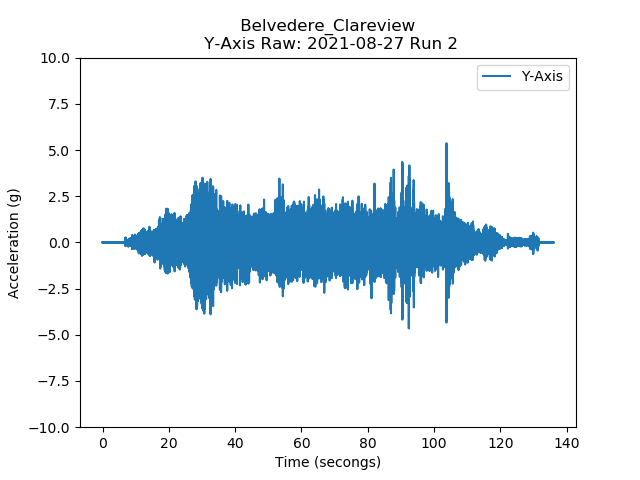 Belvedere_Clareview
Y-Axis Raw: 2021-08-27 Run 2
Y-Axis
10.0
7.5
5.0
2.5
0.0
−2.5
−5.0
−7.5
−10.0
Acceleration (g)
0 20 40 60 80 100 120 140
Time (secongs)